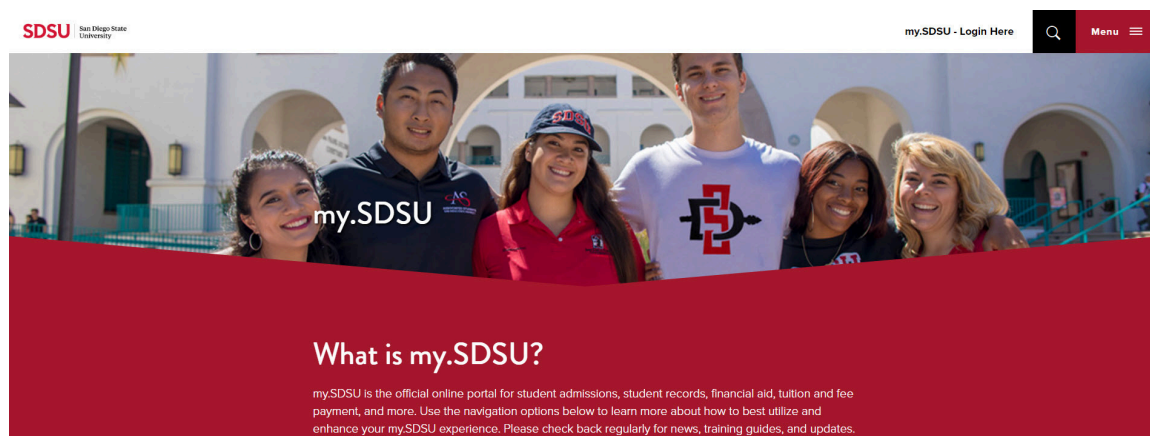 SDSU San Diego State
University
my.SDSU - Login Here
Menu
SDSU
SDSU
my.SDSU
What is my.SDSU?
my.SDSU is the official online portal for student admissions, student records, financial aid, tuition and fee
payment, and more. Use the navigation options below to learn more about how to best utilize and
enhance your my.SDSU experience. Please check back regularly for news, training guides, and updates.